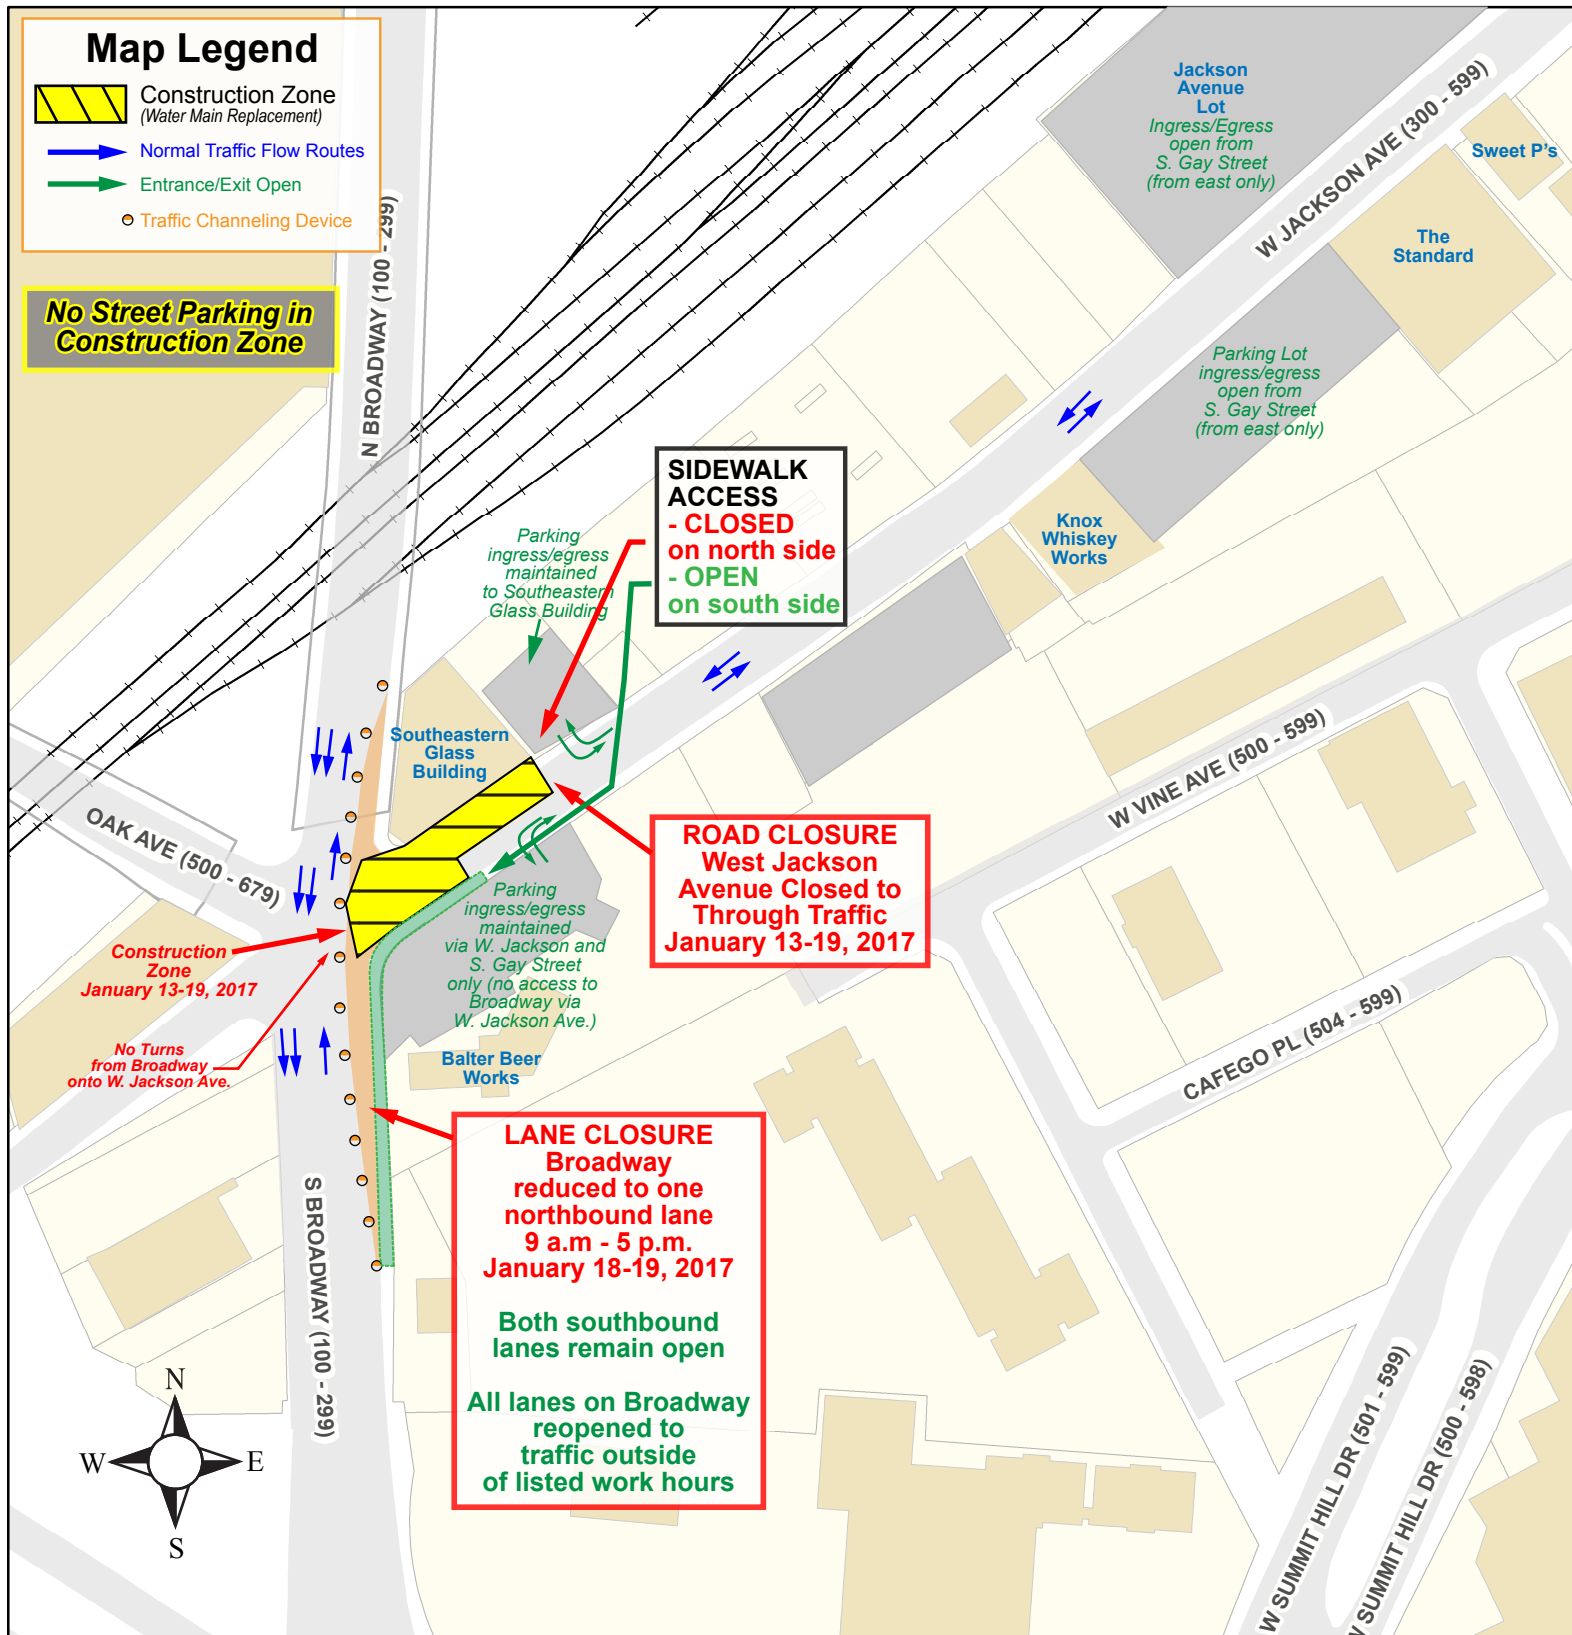 Map Legend
Construction Zone
(Water Main Replacement)
Normal Traffic Flow Routes
Entrance/Exit Open
Traffic Channeling Device
No Street Parking in
Construction Zone
N BROADWAY (100 - 299)
Jackson
Avenue
Lot
Ingress/Egress
open from
S. Gay Street
(from east only)
W JACKSON AVE (300 - 599)
Sweet P's
The
Standard
Parking Lot
ingress/egress
open from
S. Gay Street
(from east only)
SIDEWALK
ACCESS
- CLOSED
on north side
- OPEN
on south side
Knox
Whiskey
Works
Parking
ingress/egress
maintained
to Southeastern
Glass Building
Southeastern
Glass
Building
OAK AVE (500 - 679)
W VINE AVE (500 - 599)
ROAD CLOSURE
West Jackson
Avenue Closed to
Through Traffic
January 13-19, 2017
Parking
ingress/egress
maintained
via W. Jackson and
S. Gay Street
only (no access to
Broadway via
W. Jackson Ave.)
Construction
Zone
January 13-19, 2017
No Turns
from Broadway
onto W. Jackson Ave.
Balter Beer
Works
CAFEGO PL (504 - 599)
LANE CLOSURE
Broadway
reduced to one
northbound lane
9 a.m - 5 p.m.
January 18-19, 2017
Both southbound
lanes remain open
All lanes on Broadway
reopened to
traffic outside
of listed work hours
S BROADWAY (100 - 299)
N
W
E
S
W SUMMIT HILL DR (501 - 599)
W SUMMIT HILL DR (500 - 598)